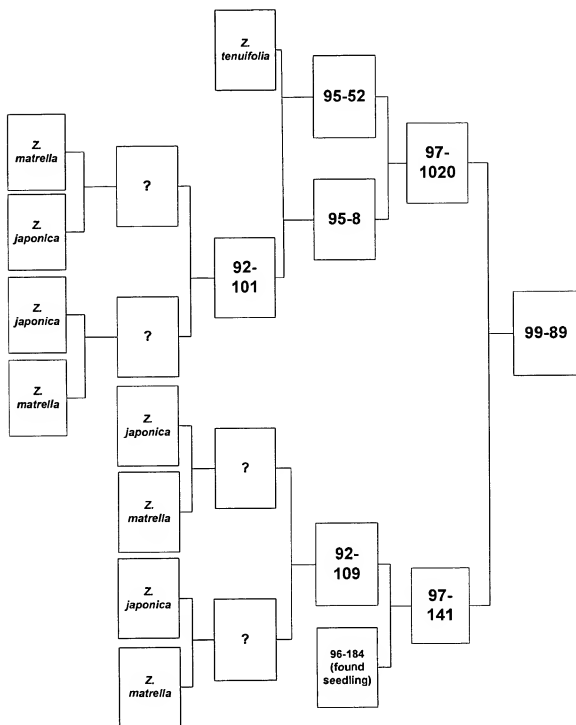 Z.
tenuifolia
95-52
Z.
matrella
?
97-
1020
Z.
japonica
95-8
92-
101
Z.
japonica
?
99-89
Z.
matrella
Z.
japonica
?
Z.
matrella
92-
109
Z.
japonica
97-
141
?
96-184
(found
seedling)
Z.
matrella